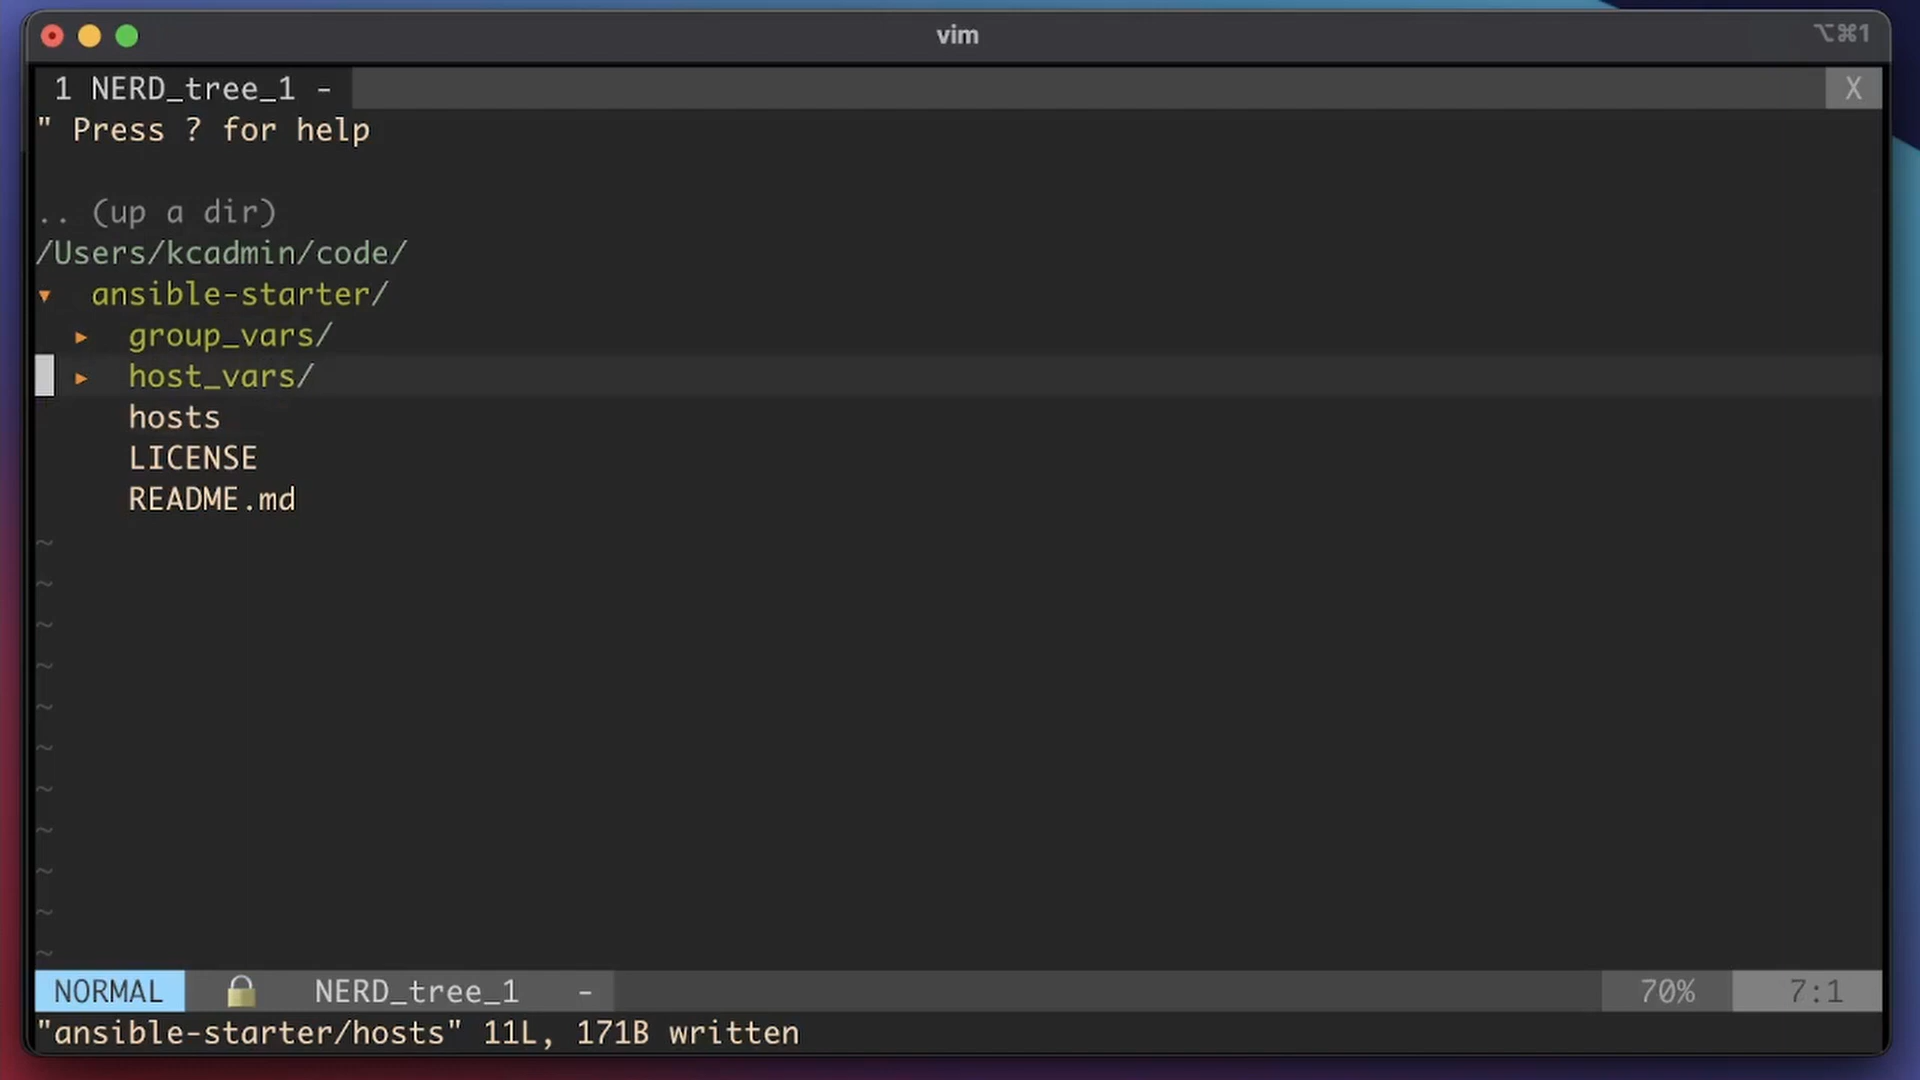 vim
⌥⌘1
1 NERD_tree_1 - X
" Press ? for help
.. (up a dir)
/Users/kcadmin/code/
▾ ansible-starter/
▸ group_vars/
▸ host_vars/
hosts
LICENSE
README.md
~
~
~
~
~
~
~
~
~
~
~
NORMAL NERD_tree_1 - 70% 7:1
"ansible-starter/hosts" 11L, 171B written